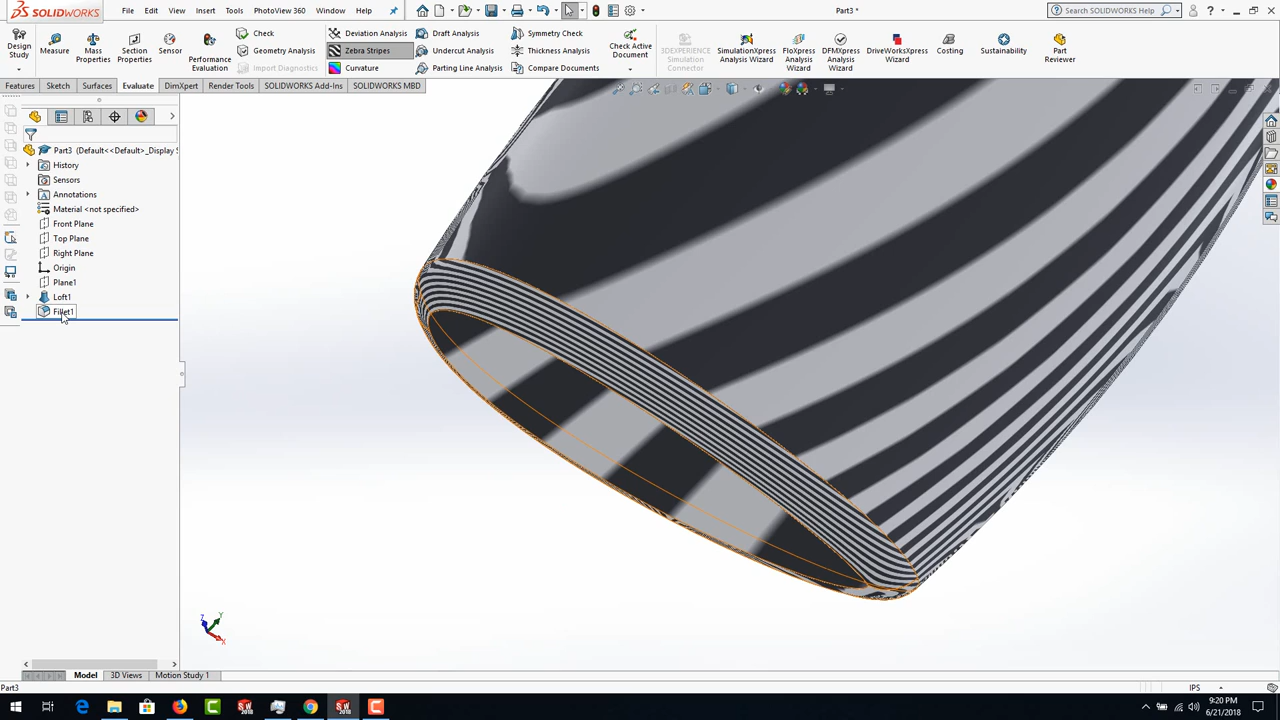 SOLIDWORKS File Edit View Insert Tools PhotoView 360 Window Help Part3 * Search SOLIDWORKS Help
Design Study
Measure
Mass Properties
Section Properties
Sensor
Performance Evaluation
Check
Geometry Analysis
Import Diagnostics
Deviation Analysis
Zebra Stripes
Curvature
Draft Analysis
Undercut Analysis
Parting Line Analysis
Symmetry Check
Thickness Analysis
Compare Documents
Check Active Document
3DEXPERIENCE Simulation Connector
SimulationXpress Analysis Wizard
FloXpress Analysis Wizard
DFMXpress Analysis Wizard
DriveWorksXpress Wizard
Costing
Sustainability
Part Reviewer
Features Sketch Surfaces Evaluate DimXpert Render Tools SOLIDWORKS Add-Ins SOLIDWORKS MBD
Part3 (Default<<Default>_Display S
History
Sensors
Annotations
Material <not specified>
Front Plane
Top Plane
Right Plane
Origin
Plane1
Loft1
Fillet1
Z Y X
Model 3D Views Motion Study 1
Part3 IPS
9:20 PM
6/21/2018